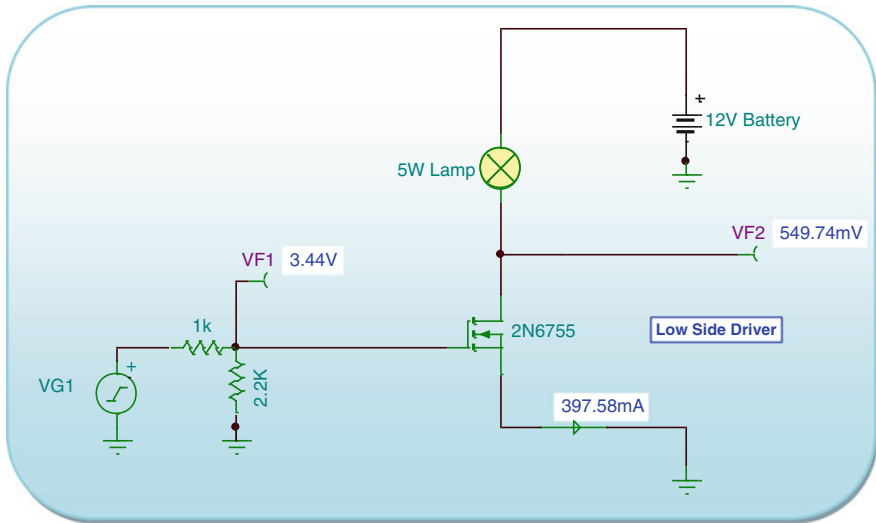 +
12V Battery
5W Lamp
VF2 549.74mV
VF1 3.44V
1k
2N6755
Low Side Driver
+
VG1
2.2K
397.58mA